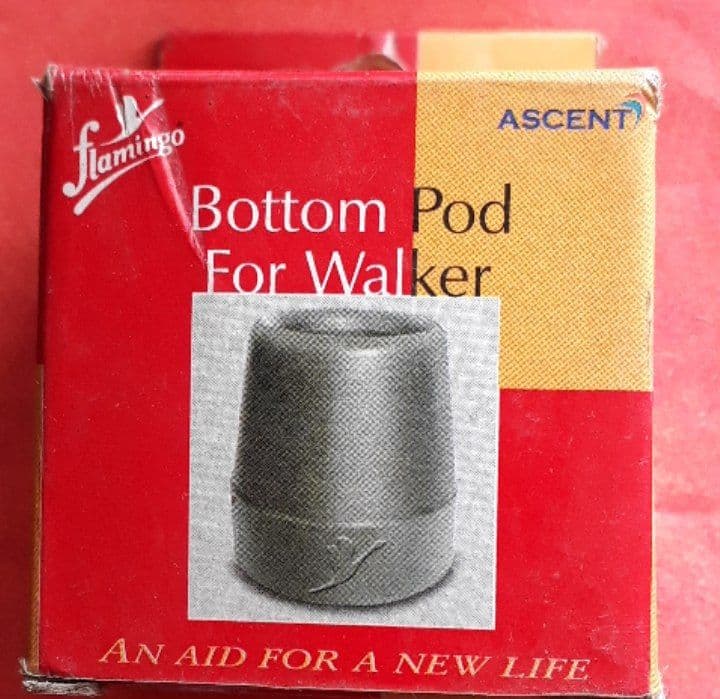 flamingo
ASCENT
Bottom Pod
For Walker
AN AID FOR A NEW LIFE